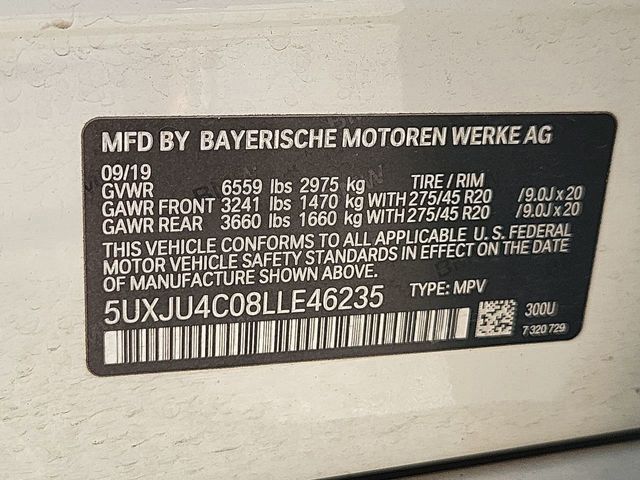 MFD BY BAYERISCHE MOTOREN WERKE AG
09/19
GVWR 6559 lbs 2975 kg TIRE / RIM
GAWR FRONT 3241 lbs 1470 kg WITH 275/45 R20 /9.0J x 20
GAWR REAR 3660 lbs 1660 kg WITH 275/45 R20 /9.0J x 20
THIS VEHICLE CONFORMS TO ALL APPLICABLE U. S. FEDERAL
MOTOR VEHICLE SAFETY STANDARDS IN EFFECT ON THE DATE
OF MANUFACTURE SHOWN ABOVE.
5UXJU4C08LLE46235 TYPE: MPV
300U
7 320 729